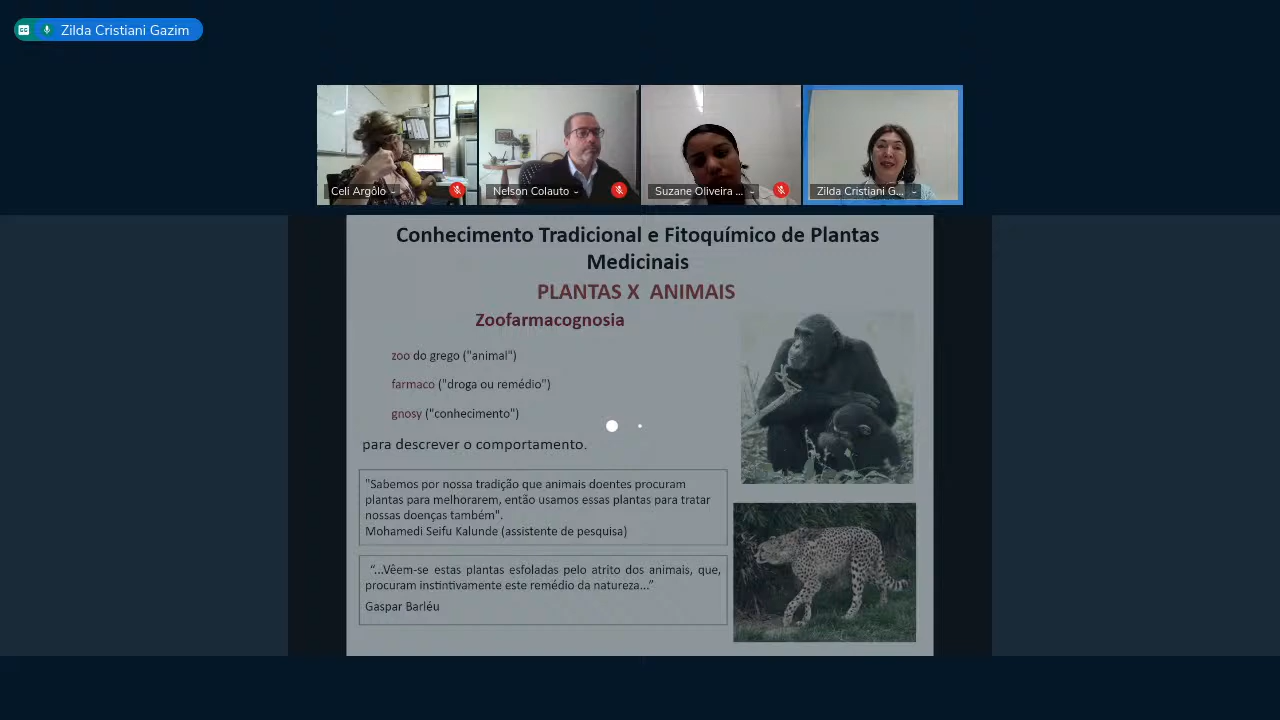 Zilda Cristiani Gazim
Celi Argôlo
Nelson Colauto
Suzane Oliveira ...
Zilda Cristiani G...
Conhecimento Tradicional e Fitoquímico de Plantas
Medicinais
PLANTAS X ANIMAIS
Zoofarmacognosia
zoo do grego ("animal")
farmaco ("droga ou remédio")
gnosy ("conhecimento")
para descrever o comportamento.
"Sabemos por nossa tradição que animais doentes procuram
plantas para melhorarem, então usamos essas plantas para tratar
nossas doenças também".
Mohamedi Seifu Kalunde (assistente de pesquisa)
“...Vêem-se estas plantas esfoladas pelo atrito dos animais, que,
procuram instintivamente este remédio da natureza...”
Gaspar Barléu